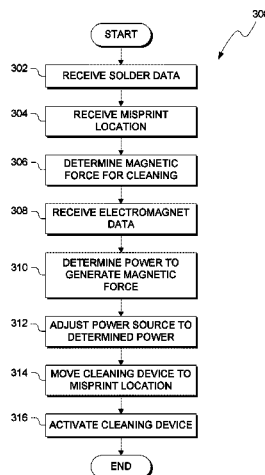 300
START
302
RECEIVE SOLDER DATA
304
RECEIVE MISPRINT
LOCATION
306
DETERMINE MAGNETIC
FORCE FOR CLEANING
308
RECEIVE ELECTROMAGNET
DATA
310
DETERMINE POWER TO
GENERATE MAGNETIC
FORCE
312
ADJUST POWER SOURCE TO
DETERMINED POWER
314
MOVE CLEANING DEVICE TO
MISPRINT LOCATION
316
ACTIVATE CLEANING DEVICE
END